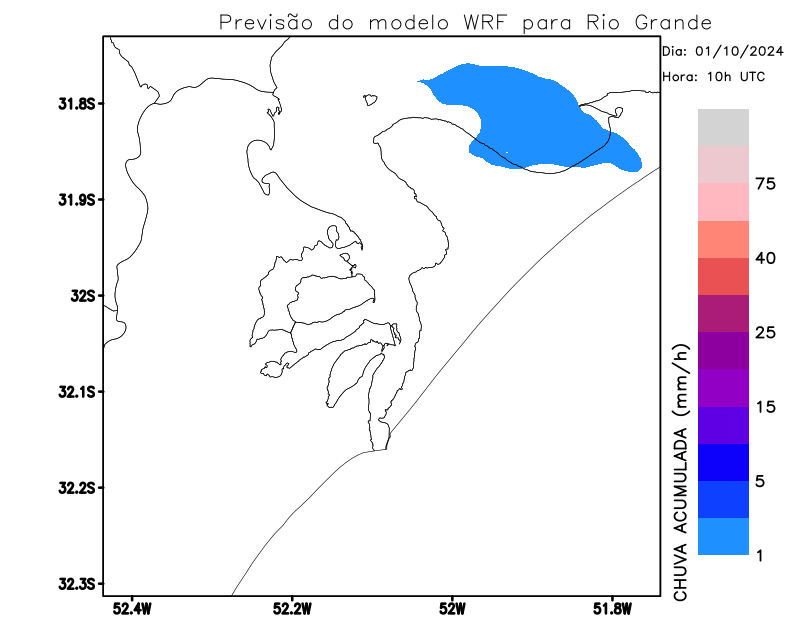 Previsão do modelo WRF para Rio Grande
Dia: 01/10/2024
Hora: 10h UTC
31.8S
31.9S
32S
32.1S
32.2S
32.3S
52.4W
52.2W
52W
51.8W
CHUVA ACUMULADA (mm/h)
75
40
25
15
5
1